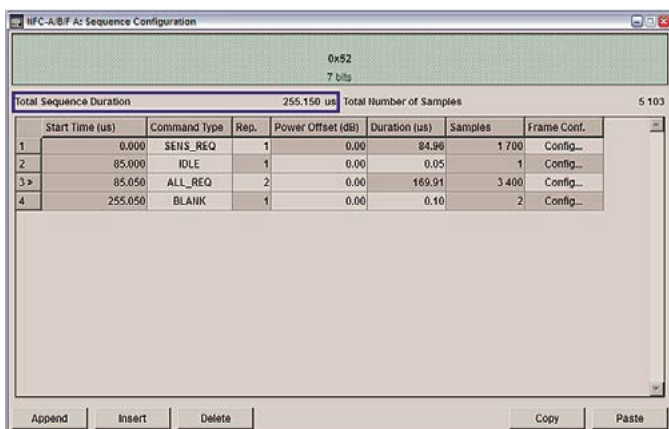 NFC-A/B/F A: Sequence Configuration
0x52
7 bits
Total Sequence Duration 255.150 us Total Number of Samples 5 103
Start Time (us) Command Type Rep. Power Offset (dB) Duration (us) Samples Frame Conf.
1 0.000 SENS_REQ 1 0.00 84.96 1 700 Config...
2 85.000 IDLE 1 0.00 0.05 1 Config...
3 » 85.050 ALL_REQ 2 0.00 169.91 3 400 Config...
4 255.050 BLANK 1 0.00 0.10 2 Config...
Append Insert Delete Copy Paste